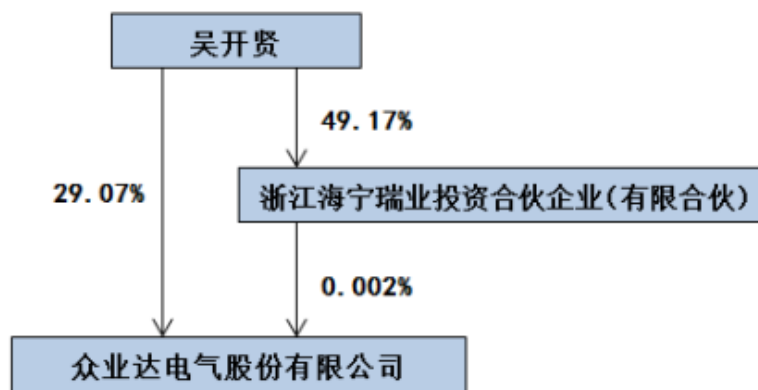 吴开贤
49.17%
29.07%
浙江海宁瑞业投资合伙企业(有限合伙)
0.002%
众业达电气股份有限公司